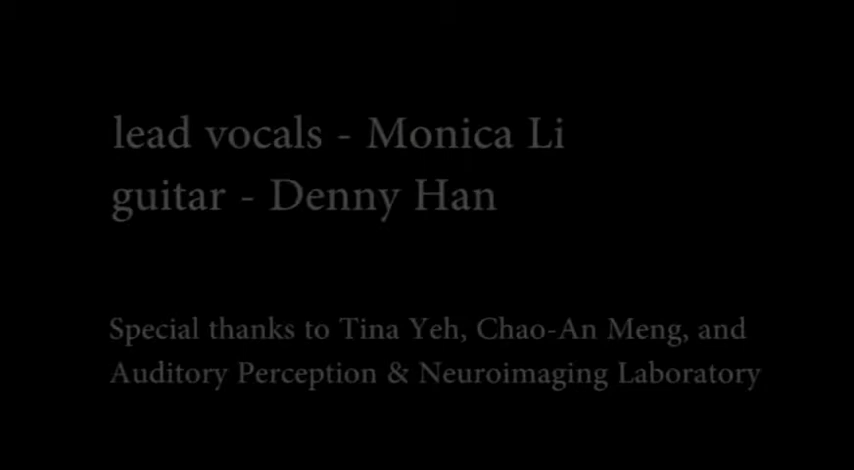 lead vocals - Monica Li
guitar - Denny Han
Special thanks to Tina Yeh, Chao-An Meng, and
Auditory Perception & Neuroimaging Laboratory